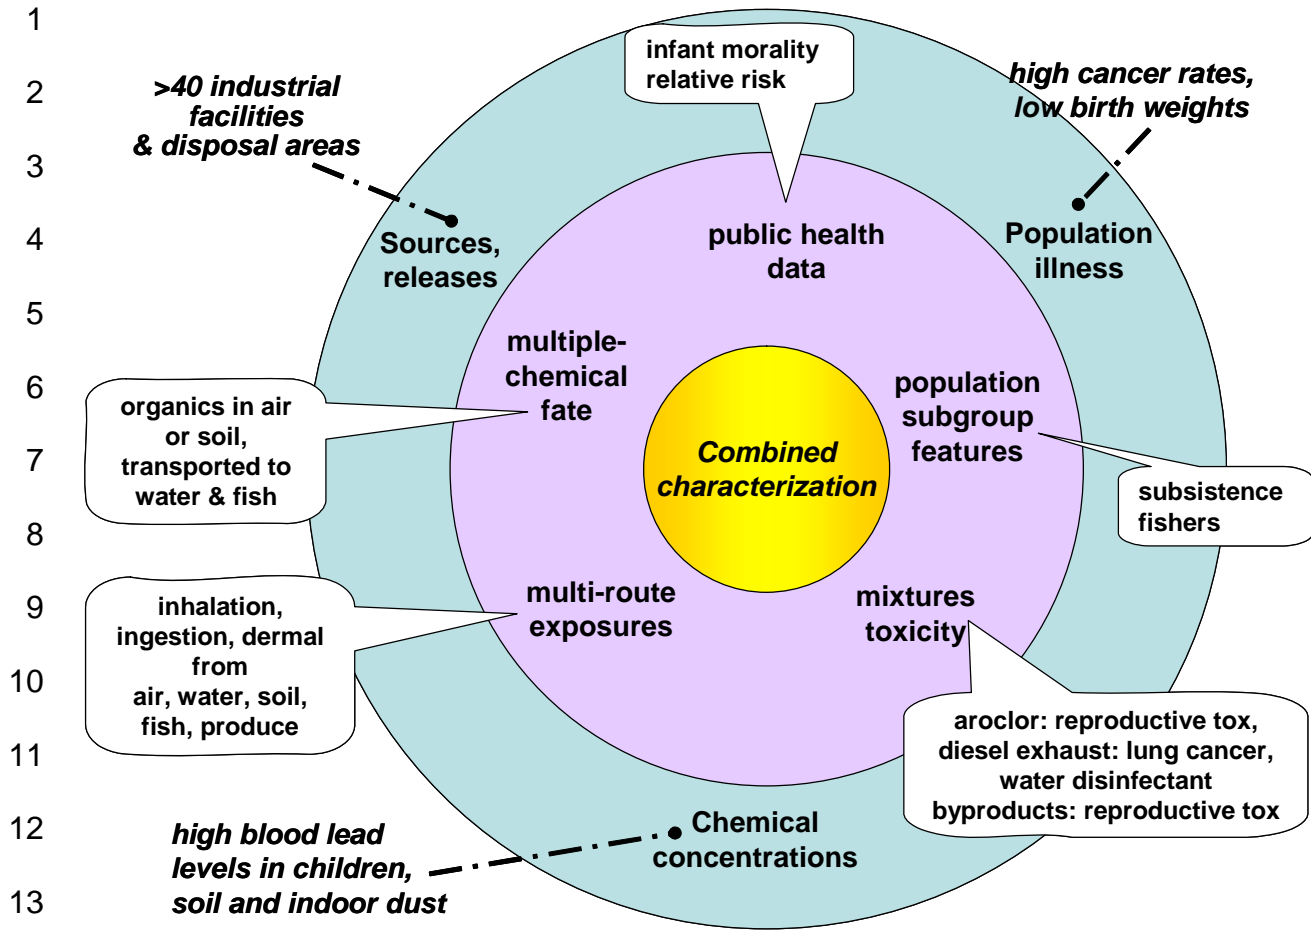 1
2
3
4
5
6
7
8
9
10
11
12
13
infant morality
relative risk
>40 industrial
facilities
& disposal areas
high cancer rates,
low birth weights
Sources,
releases
public health
data
Population
illness
multiple-
chemical
fate
population
subgroup
features
organics in air
or soil,
transported to
water & fish
Combined
characterization
subsistence
fishers
inhalation,
ingestion, dermal
from
air, water, soil,
fish, produce
multi-route
exposures
mixtures
toxicity
aroclor: reproductive tox,
diesel exhaust: lung cancer,
water disinfectant
byproducts: reproductive tox
high blood lead
levels in children,
soil and indoor dust
Chemical
concentrations